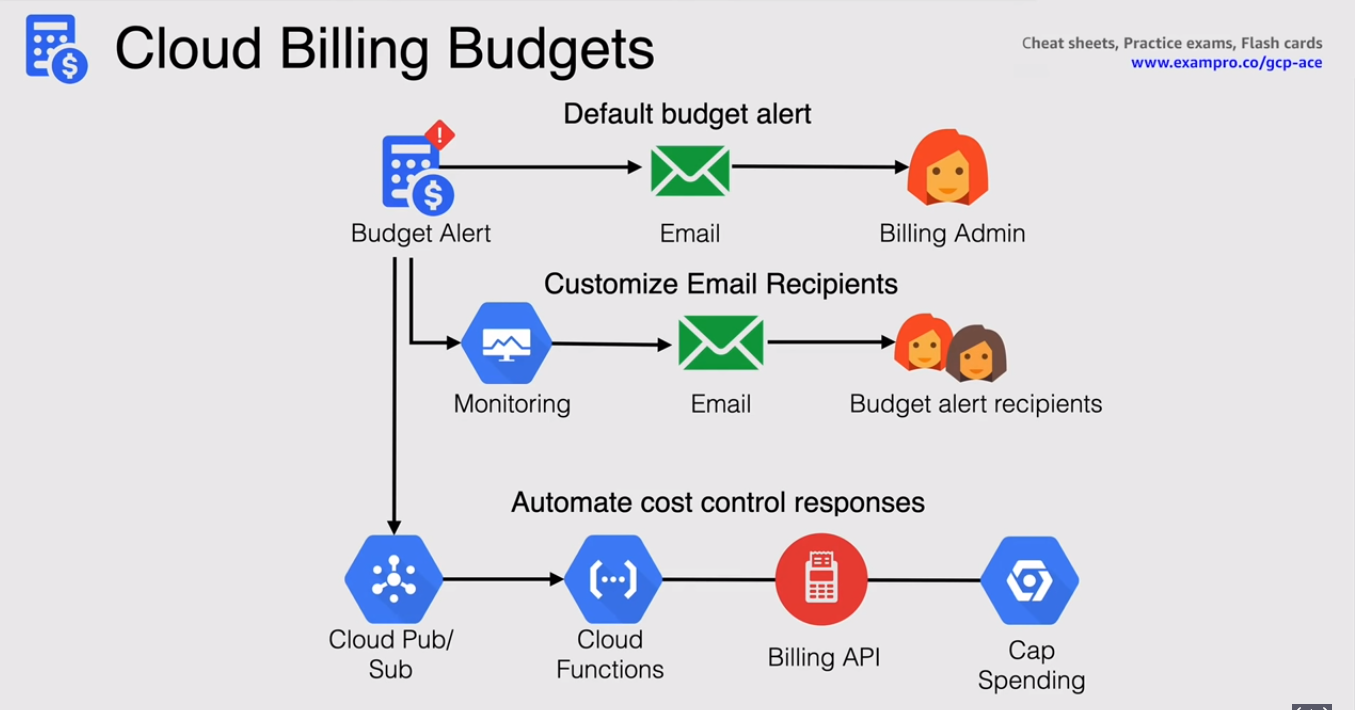 Cloud Billing Budgets
Cheat sheets, Practice exams, Flash cards
www.exampro.co/gcp-ace
Default budget alert
Budget Alert
Email
Billing Admin
Customize Email Recipients
Monitoring
Email
Budget alert recipients
Automate cost control responses
Cloud Pub/
Sub
Cloud
Functions
Billing API
Cap
Spending